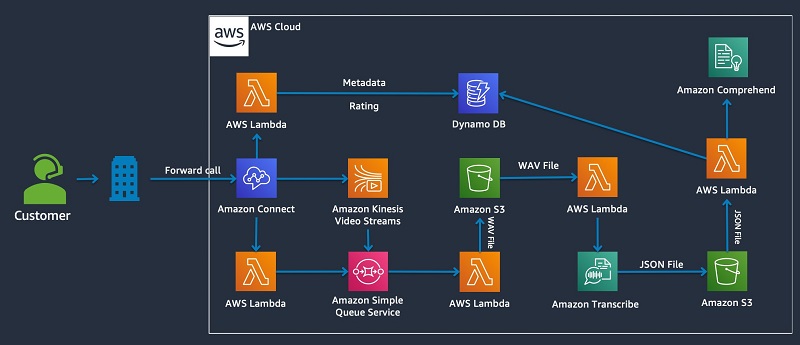 aws
AWS Cloud
Metadata
Rating
AWS Lambda
Dynamo DB
Amazon Comprehend
Forward call
WAV File
Customer
Amazon Connect
Amazon Kinesis
Video Streams
Amazon S3
WAV File
AWS Lambda
AWS Lambda
JSON File
AWS Lambda
Amazon Simple
Queue Service
AWS Lambda
Amazon Transcribe
JSON File
Amazon S3